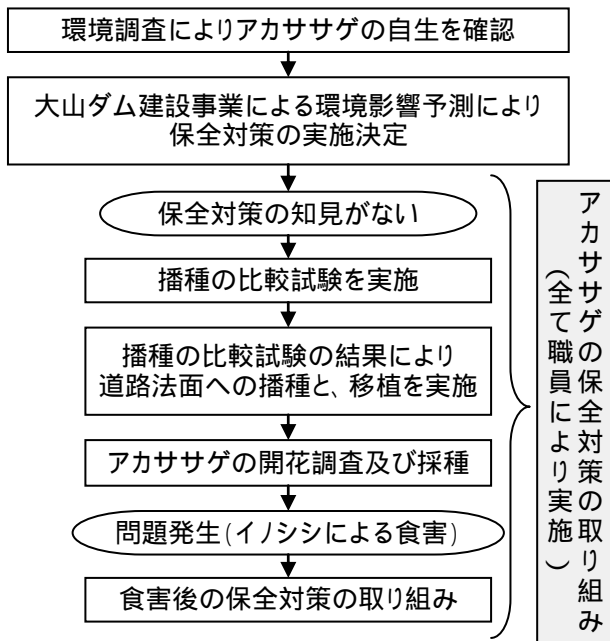 環境調査によりアカササゲの自生を確認
大山ダム建設事業による環境影響予測により
保全対策の実施決定
保全対策の知見がない
播種の比較試験を実施
播種の比較試験の結果により
道路法面への播種と、移植を実施
アカササゲの開花調査及び採種
問題発生(イノシシによる食害)
食害後の保全対策の取り組み
アカササゲの保全対策の取り組み
(全て職員により実施)